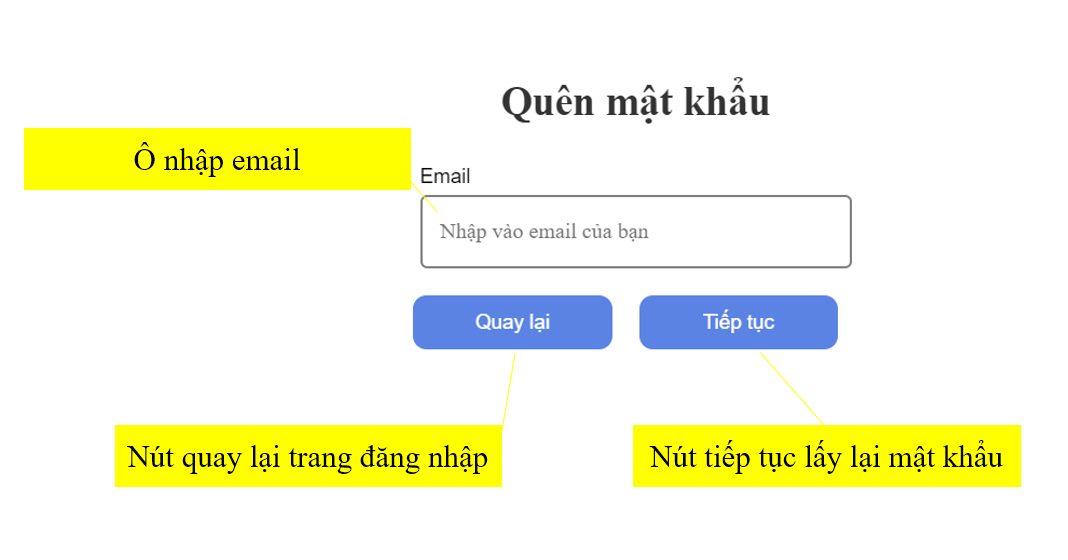 Quên mật khẩu
Ô nhập email
Email
Nhập vào email của bạn
Quay lại
Tiếp tục
Nút quay lại trang đăng nhập
Nút tiếp tục lấy lại mật khẩu